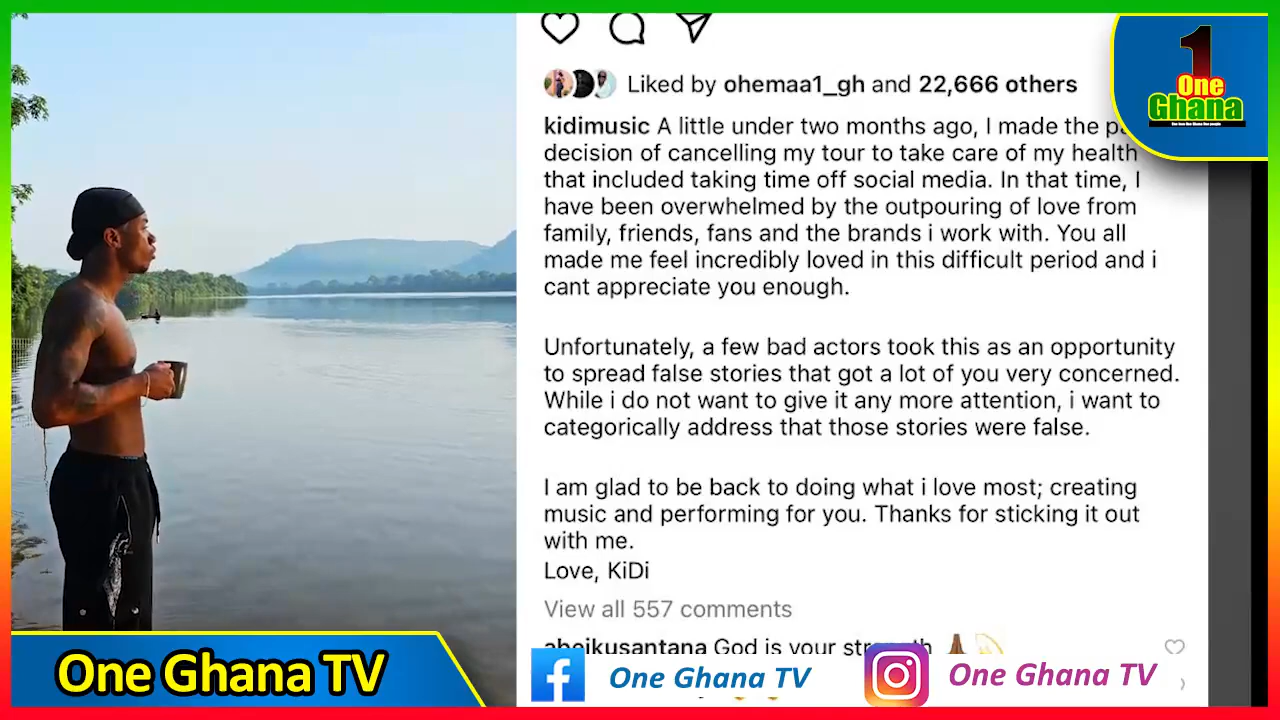 Liked by ohemaa1_gh and 22,666 others
kidimusic A little under two months ago, I made the
decision of cancelling my tour to take care of my health
that included taking time off social media. In that time, I
have been overwhelmed by the outpouring of love from
family, friends, fans and the brands i work with. You all
made me feel incredibly loved in this difficult period and i
cant appreciate you enough.
Unfortunately, a few bad actors took this as an opportunity
to spread false stories that got a lot of you very concerned.
While i do not want to give it any more attention, i want to
categorically address that those stories were false.
I am glad to be back to doing what i love most; creating
music and performing for you. Thanks for sticking it out
with me.
Love, KiDi
View all 557 comments
abeikusantana God is your strength
1
One
Ghana
One Ghana TV
One Ghana TV
One Ghana TV